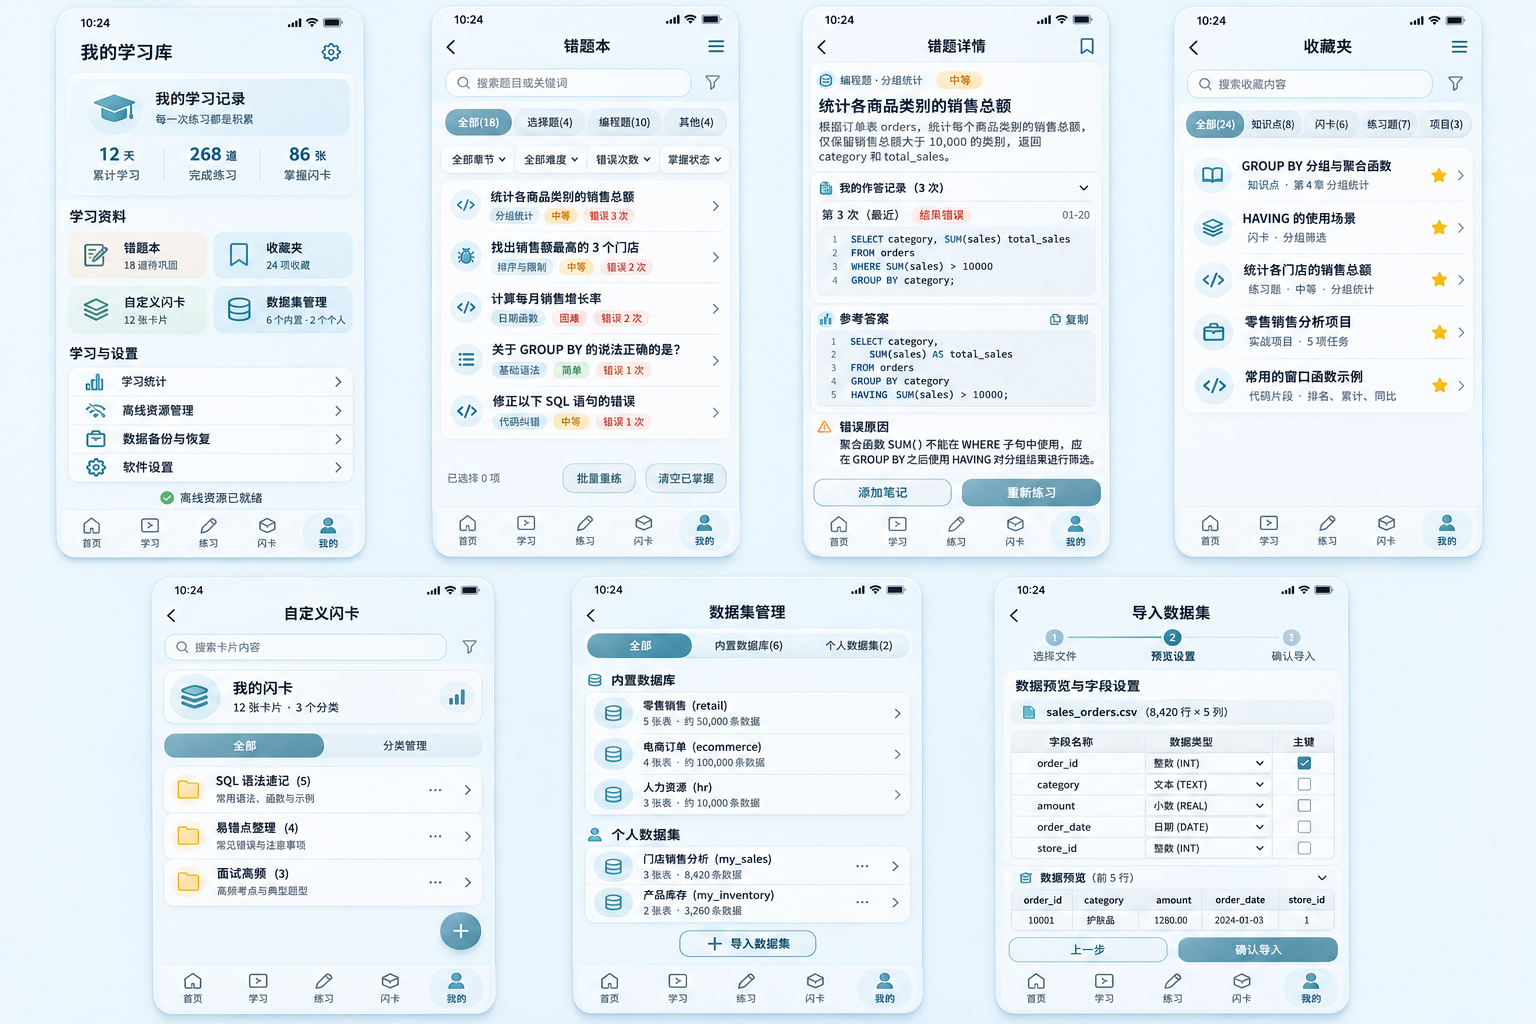 10:24
我的学习库
我的学习记录
每一次练习都是积累
12 天
268 道
86 张
累计学习
完成练习
掌握闪卡
学习资料
错题本
18 道待巩固
收藏夹
24 项收藏
自定义闪卡
12 张卡片
数据集管理
6 个内置 · 2 个个人
学习与设置
学习统计
离线资源管理
数据备份与恢复
软件设置
离线资源已就绪
首页
学习
练习
闪卡
我的
10:24
错题本
搜索题目或关键词
全部(18)
选择题(4)
编程题(10)
其他(4)
全部章节
全部难度
错误次数
掌握状态
统计各商品类别的销售总额
分组统计
中等
错误 3 次
找出销售额最高的 3 个门店
排序与限制
中等
错误 2 次
计算每月销售增长率
日期函数
困难
错误 2 次
关于 GROUP BY 的说法正确的是?
基础语法
简单
错误 1 次
修正以下 SQL 语句的错误
代码纠错
中等
错误 1 次
已选择 0 项
批量重练
清空已掌握
首页
学习
练习
闪卡
我的
10:24
错题详情
编程题 · 分组统计
中等
统计各商品类别的销售总额
根据订单表 orders，统计每个商品类别的销售总额，
仅保留销售总额大于 10,000 的类别，返回
category 和 total_sales。
我的作答记录（3 次）
第 3 次（最近）
结果错误
01-20
1 SELECT category, SUM(sales) total_sales
2 FROM orders
3 WHERE SUM(sales) > 10000
4 GROUP BY category;
参考答案
复制
1 SELECT category,
2 SUM(sales) AS total_sales
3 FROM orders
4 GROUP BY category
5 HAVING SUM(sales) > 10000;
错误原因
聚合函数 SUM() 不能在 WHERE 子句中使用，应
在 GROUP BY 之后使用 HAVING 对分组结果进行筛选。
添加笔记
重新练习
首页
学习
练习
闪卡
我的
10:24
收藏夹
搜索收藏内容
全部(24)
知识点(8)
闪卡(6)
练习题(7)
项目(3)
GROUP BY 分组与聚合函数
知识点 · 第 4 章 分组统计
HAVING 的使用场景
闪卡 · 分组筛选
统计各门店的销售总额
练习题 · 中等 · 分组统计
零售销售分析项目
实战项目 · 5 项任务
常用的窗口函数示例
代码片段 · 排名、累计、同比
首页
学习
练习
闪卡
我的
10:24
自定义闪卡
搜索卡片内容
我的闪卡
12 张卡片 · 3 个分类
全部
分类管理
SQL 语法速记 (5)
常用语法、函数与示例
易错点整理 (4)
常见错误与注意事项
面试高频 (3)
高频考点与典型题型
首页
学习
练习
闪卡
我的
10:24
数据集管理
全部
内置数据库(6)
个人数据集(2)
内置数据库
零售销售 (retail)
5 张表 · 约 50,000 条数据
电商订单 (ecommerce)
4 张表 · 约 100,000 条数据
人力资源 (hr)
3 张表 · 约 10,000 条数据
个人数据集
门店销售分析 (my_sales)
3 张表 · 8,420 条数据
产品库存 (my_inventory)
2 张表 · 3,260 条数据
导入数据集
首页
学习
练习
闪卡
我的
10:24
导入数据集
1
2
3
选择文件
预览设置
确认导入
数据预览与字段设置
sales_orders.csv （8,420 行 × 5 列）
字段名称
数据类型
主键
order_id
整数 (INT)
category
文本 (TEXT)
amount
小数 (REAL)
order_date
日期 (DATE)
store_id
整数 (INT)
数据预览（前 5 行）
order_id category amount order_date store_id
10001 护肤品 1280.00 2024-01-03 1
上一步
确认导入
首页
学习
练习
闪卡
我的